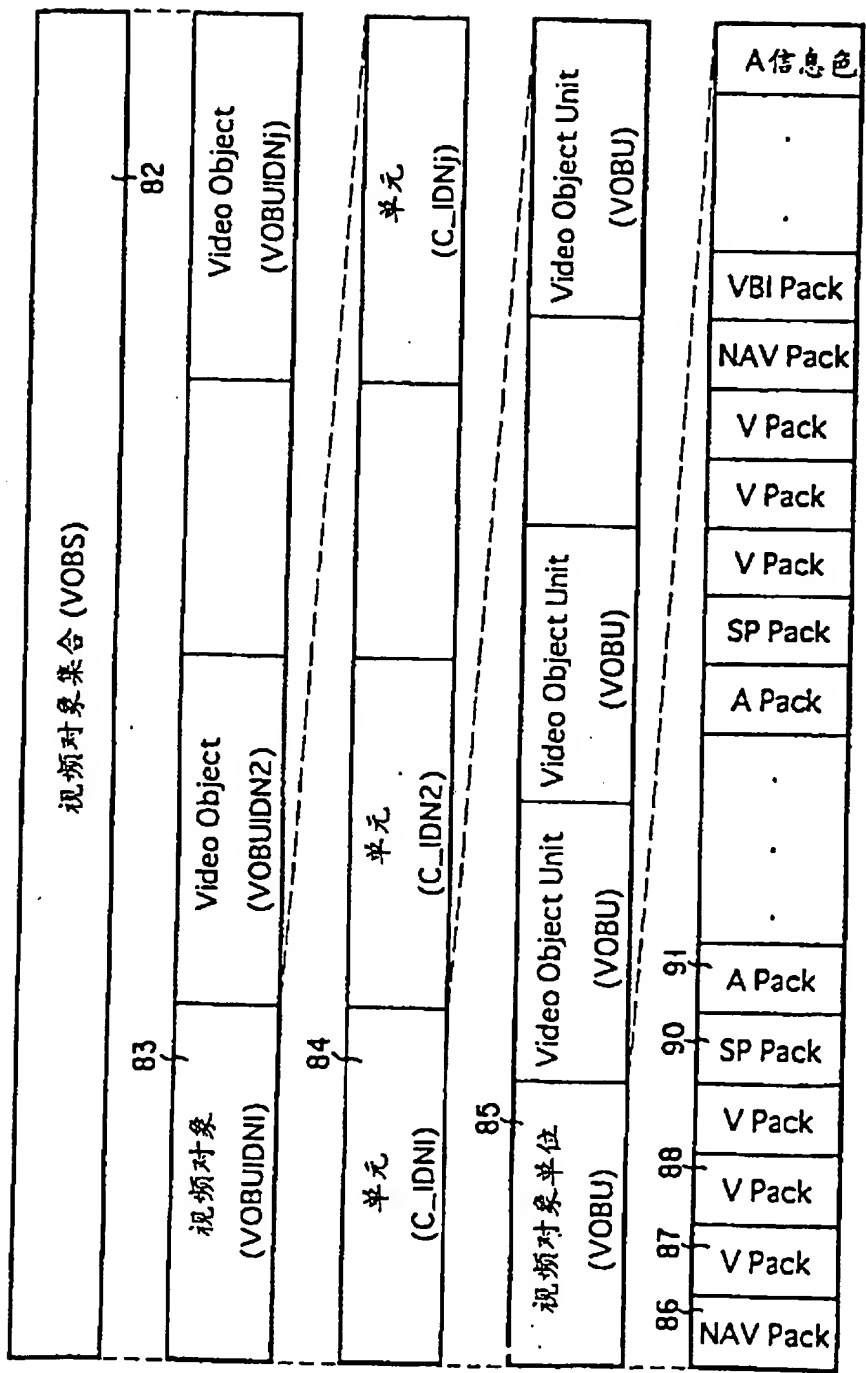 视频对象集合 (VOBS)
82
83
视频对象
(VOBUIDN1)
Video Object
(VOBUIDN2)
Video Object
(VOBUIDNj)
84
单元
(C_IDN1)
单元
(C_IDN2)
单元
(C_IDNj)
85
视频对象单位
(VOBU)
Video Object Unit
(VOBU)
Video Object Unit
(VOBU)
Video Object Unit
(VOBU)
86
87
88
90
91
NAV Pack
V Pack
V Pack
V Pack
SP Pack
A Pack
A Pack
SP Pack
V Pack
V Pack
V Pack
NAV Pack
VBI Pack
A信息色